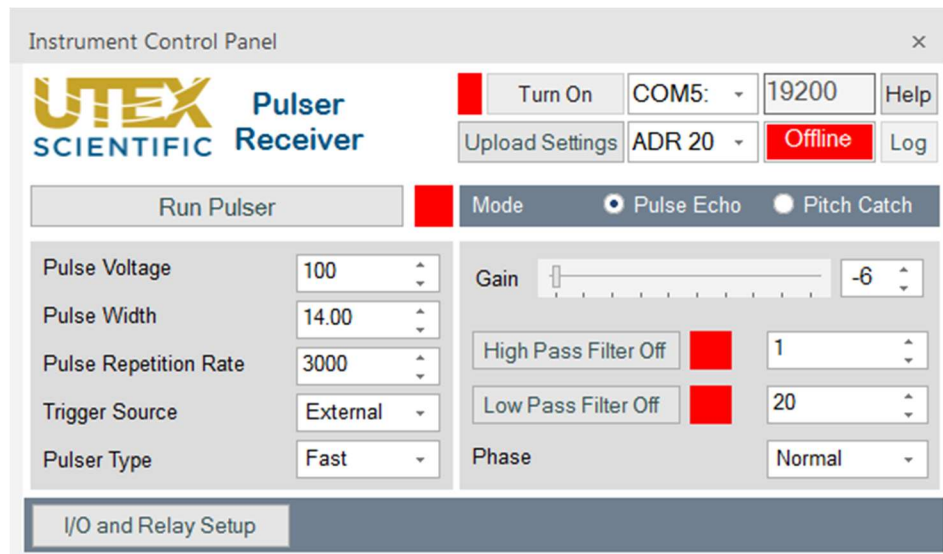 Instrument Control Panel ×
UTEX SCIENTIFIC
Pulser Receiver
Turn On COM5: 19200 Help
Upload Settings ADR 20 Offline Log
Run Pulser
Mode Pulse Echo Pitch Catch
Pulse Voltage 100
Pulse Width 14.00
Pulse Repetition Rate 3000
Trigger Source External
Pulser Type Fast
Gain -6
High Pass Filter Off 1
Low Pass Filter Off 20
Phase Normal
I/O and Relay Setup